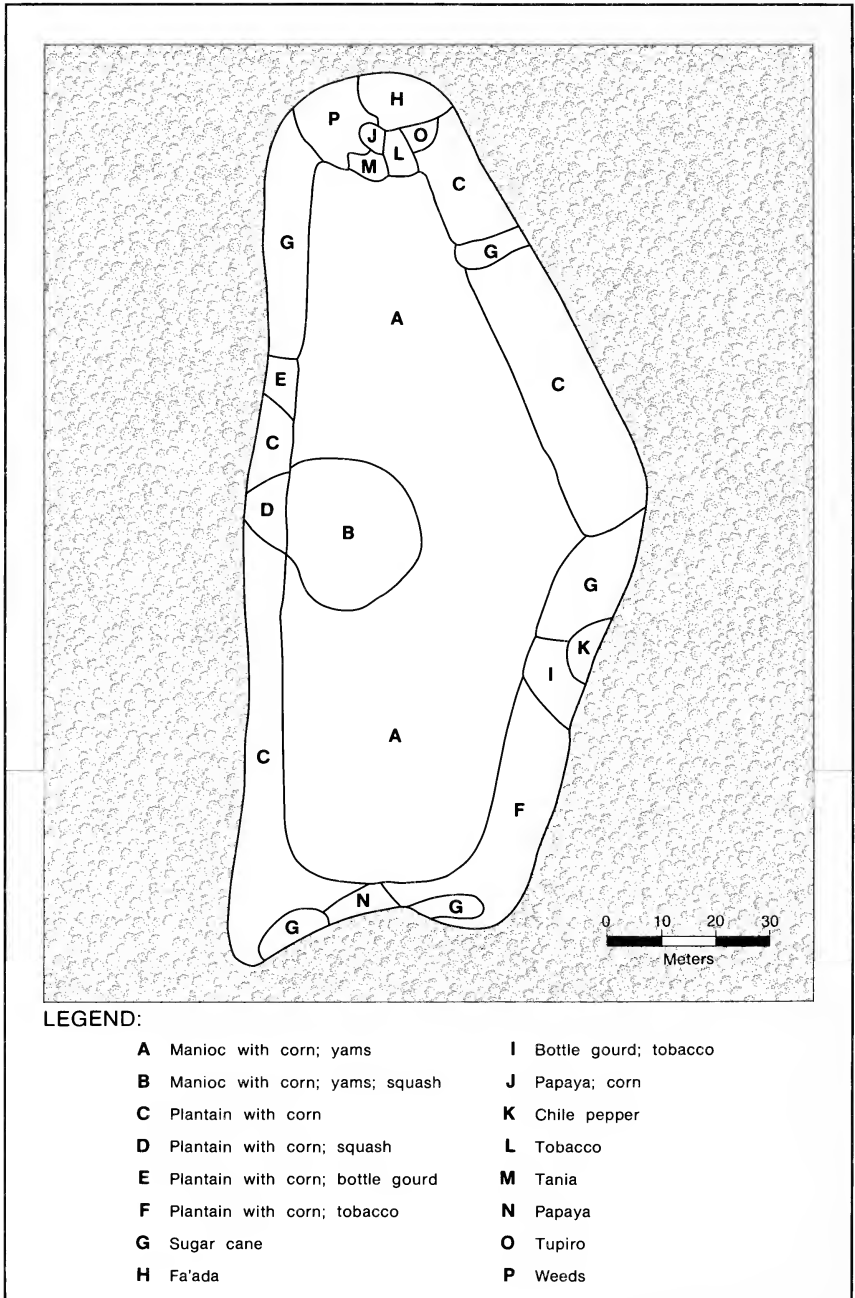 H
P
J
O
L
M
C
G
G
A
C
E
C
D
B
G
K
I
A
C
F
N
G
G
0 10 20 30
Meters
LEGEND:
A Manioc with corn; yams
B Manioc with corn; yams; squash
C Plantain with corn
D Plantain with corn; squash
E Plantain with corn; bottle gourd
F Plantain with corn; tobacco
G Sugar cane
H Fa'ada
I Bottle gourd; tobacco
J Papaya; corn
K Chile pepper
L Tobacco
M Tania
N Papaya
O Tupiro
P Weeds